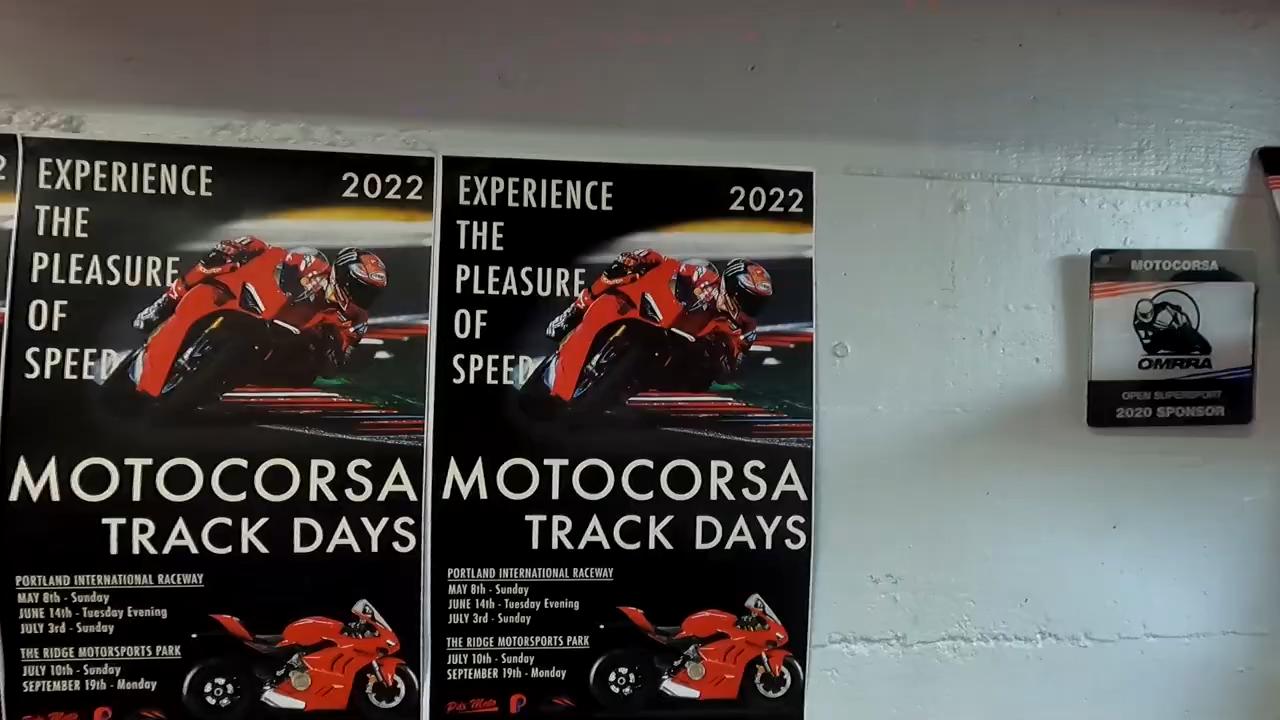 2
EXPERIENCE
2022
THE
PLEASURE
OF
SPEED
MOTOCORSA
TRACK DAYS
PORTLAND INTERNATIONAL RACEWAY
MAY 8th - Sunday
JUNE 14th - Tuesday Evening
JULY 3rd - Sunday
THE RIDGE MOTORSPORTS PARK
JULY 10th - Sunday
SEPTEMBER 19th - Monday
EXPERIENCE
2022
THE
PLEASURE
OF
SPEED
MOTOCORSA
TRACK DAYS
PORTLAND INTERNATIONAL RACEWAY
MAY 8th - Sunday
JUNE 14th - Tuesday Evening
JULY 3rd - Sunday
THE RIDGE MOTORSPORTS PARK
JULY 10th - Sunday
SEPTEMBER 19th - Monday
MOTOCORSA
OMRRA
OPEN SUPERSPORT
2020 SPONSOR